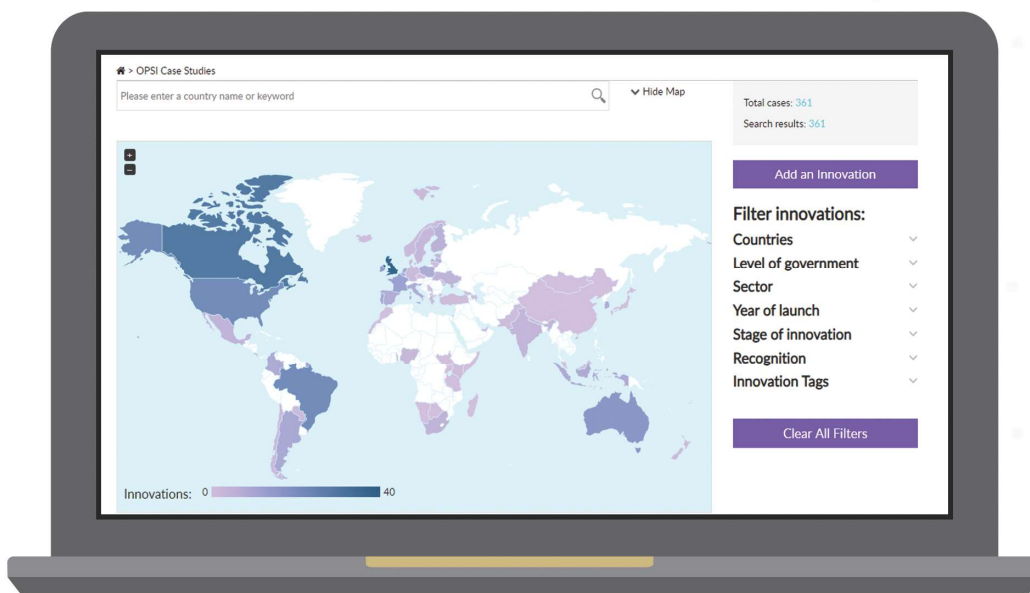 > OPSI Case Studies
Please enter a country name or keyword
Hide Map
Total cases: 361
Search results: 361
+
-
Add an Innovation
Filter innovations:
Countries
Level of government
Sector
Year of launch
Stage of innovation
Recognition
Innovation Tags
Clear All Filters
Innovations: 0 40